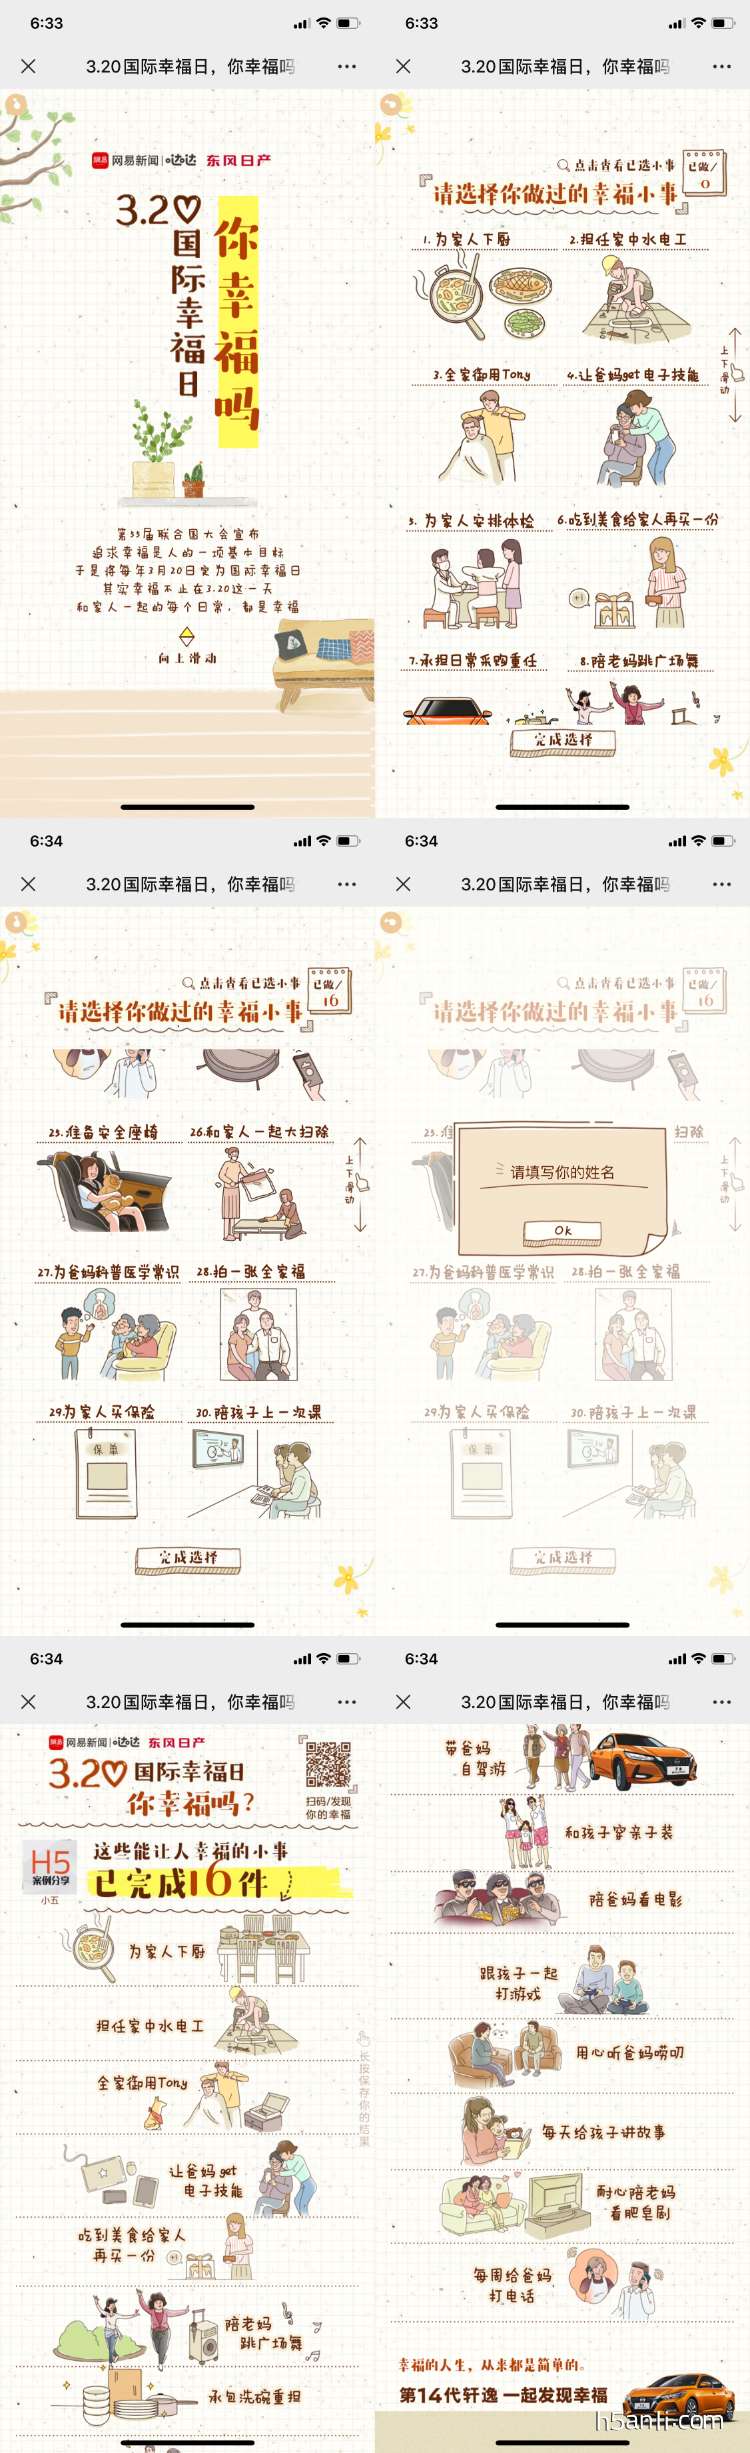 6:33
3.20国际幸福日，你幸福吗
網易 网易新闻 | 哒哒 东风日产
3.2
国际幸福日
你幸福吗
第55届联合国大会宣布
追求幸福是人的一项基本目标
于是将每年3月20日定为国际幸福日
其实幸福不止在3.20这一天
和家人一起的每个日常，都是幸福
向上滑动
6:33
3.20国际幸福日，你幸福吗
点击查看已选小事
已做/
0
请选择你做过的幸福小事
1.为家人下厨
2.担任家中水电工
3.全家御用Tony
4.让爸妈get电子技能
5.为家人安排体检
6.吃到美食给家人再买一份
+1
7.承担日常采购重任
8.陪老妈跳广场舞
上下滑动
完成选择
6:34
3.20国际幸福日，你幸福吗
点击查看已选小事
已做/
16
请选择你做过的幸福小事
25.准备安全座椅
26.和家人一起大扫除
27.为爸妈科普医学常识
28.拍一张全家福
29.为家人买保险
30.陪孩子上一次课
保单
上下滑动
完成选择
6:34
3.20国际幸福日，你幸福吗
点击查看已选小事
已做/
16
请选择你做过的幸福小事
25.
扫除
请填写你的姓名
Ok
27.为爸妈科普医学常识
28.拍一张全家福
29.为家人买保险
30.陪孩子上一次课
保单
上下滑动
完成选择
6:34
3.20国际幸福日，你幸福吗
網易 网易新闻 | 哒哒 东风日产
3.2 国际幸福日
你幸福吗?
扫码/发现
你的幸福
H5
案例分享
小五
这些能让人幸福的小事
已完成16件
为家人下厨
担任家中水电工
全家御用Tony
让爸妈get
电子技能
吃到美食给家人
再买一份
+1
陪老妈
跳广场舞
承包洗碗重担
长按保存你的结果
6:34
3.20国际幸福日，你幸福吗
带爸妈
自驾游
和孩子穿亲子装
陪爸妈看电影
跟孩子一起
打游戏
用心听爸妈唠叨
每天给孩子讲故事
耐心陪老妈
看肥皂剧
每周给爸妈
打电话
幸福的人生，从来都是简单的。
第14代轩逸 一起发现幸福
h5anli.com